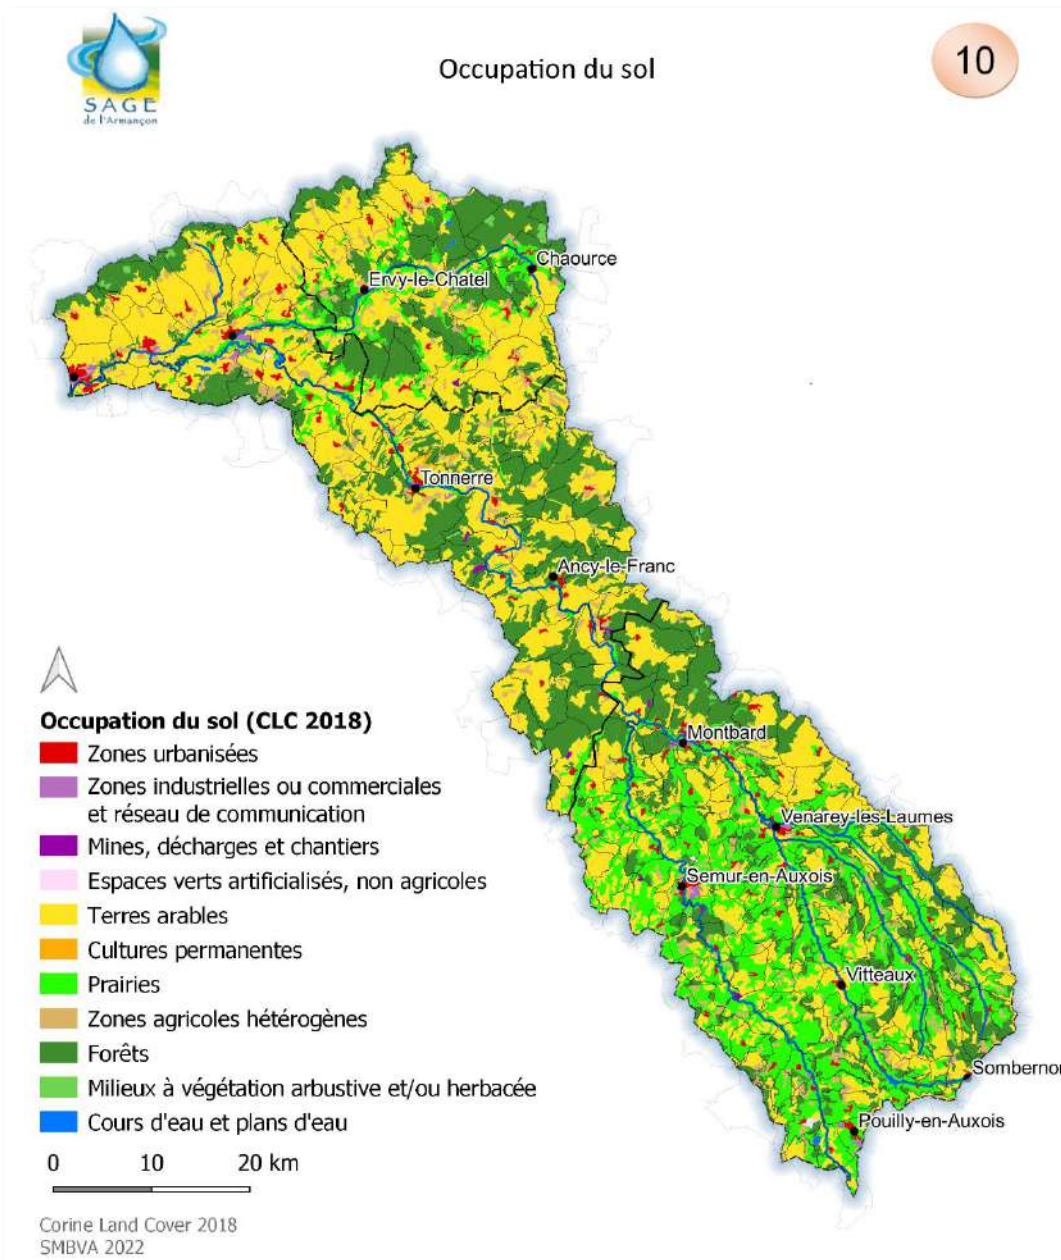 SAGE
de l'Armançon
Occupation du sol
10
Chaource
Ervy-le-Chatel
Tonnerre
Ancy-le-Franc
Montbard
Venarey-les-Laumes
Semur-en-Auxois
Vitteaux
Sombernon
Pouilly-en-Auxois
Occupation du sol (CLC 2018)
Zones urbanisées
Zones industrielles ou commerciales
et réseau de communication
Mines, décharges et chantiers
Espaces verts artificialisés, non agricoles
Terres arables
Cultures permanentes
Prairies
Zones agricoles hétérogènes
Forêts
Milieux à végétation arbustive et/ou herbacée
Cours d'eau et plans d'eau
0 10 20 km
Corine Land Cover 2018
SMBVA 2022